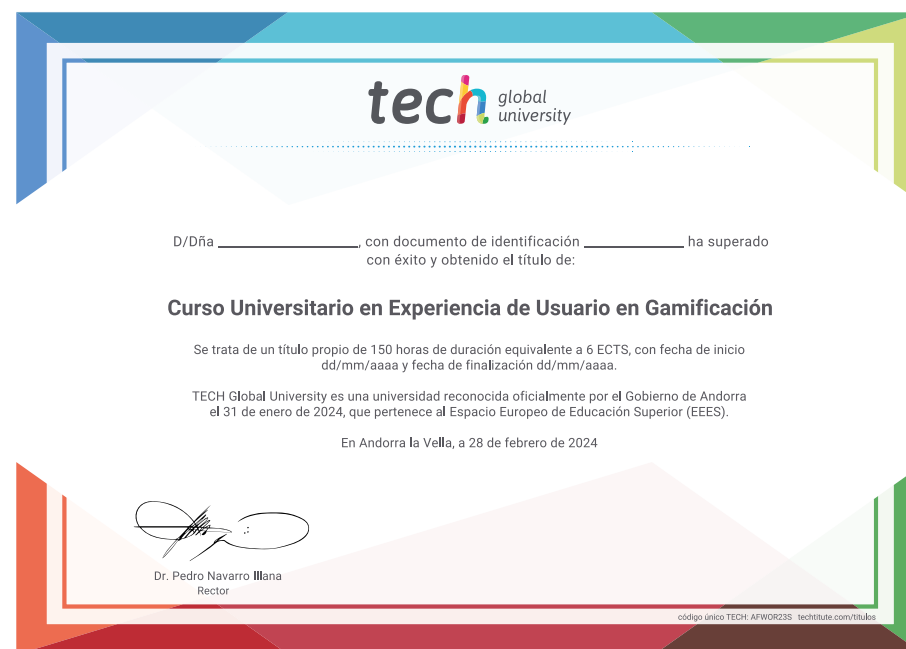 tech global university
D/Dña ____________________, con documento de identificación ______________ ha superado
con éxito y obtenido el título de:
Curso Universitario en Experiencia de Usuario en Gamificación
Se trata de un título propio de 150 horas de duración equivalente a 6 ECTS, con fecha de inicio
dd/mm/aaaa y fecha de finalización dd/mm/aaaa.
TECH Global University es una universidad reconocida oficialmente por el Gobierno de Andorra
el 31 de enero de 2024, que pertenece al Espacio Europeo de Educación Superior (EEES).
En Andorra la Vella, a 28 de febrero de 2024
Dr. Pedro Navarro Illana
Rector
código único TECH: AFWOR23S techtitute.com/titulos